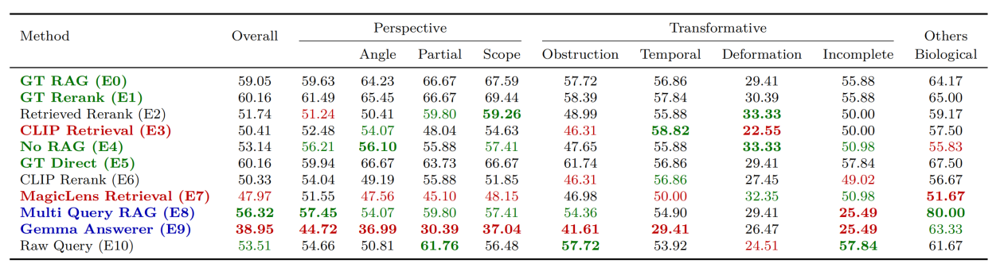 Method Overall Perspective Transformative Others
Angle Partial Scope Obstruction Temporal Deformation Incomplete Biological
GT RAG (E0) 59.05 59.63 64.23 66.67 67.59 57.72 56.86 29.41 55.88 64.17
GT Rerank (E1) 60.16 61.49 65.45 66.67 69.44 58.39 57.84 30.39 55.88 65.00
Retrieved Rerank (E2) 51.74 51.24 50.41 59.80 59.26 48.99 55.88 33.33 50.00 59.17
CLIP Retrieval (E3) 50.41 52.48 54.07 48.04 54.63 46.31 58.82 22.55 50.00 57.50
No RAG (E4) 53.14 56.21 56.10 55.88 57.41 47.65 55.88 33.33 50.98 55.83
GT Direct (E5) 60.16 59.94 66.67 63.73 66.67 61.74 56.86 29.41 57.84 67.50
CLIP Rerank (E6) 50.33 54.04 49.19 55.88 51.85 46.31 56.86 27.45 49.02 56.67
MagicLens Retrieval (E7) 47.97 51.55 47.56 45.10 48.15 46.98 50.00 32.35 50.98 51.67
Multi Query RAG (E8) 56.32 57.45 54.07 59.80 57.41 54.36 54.90 29.41 25.49 80.00
Gemma Answerer (E9) 38.95 44.72 36.99 30.39 37.04 41.61 29.41 26.47 25.49 63.33
Raw Query (E10) 53.51 54.66 50.81 61.76 56.48 57.72 53.92 24.51 57.84 61.67